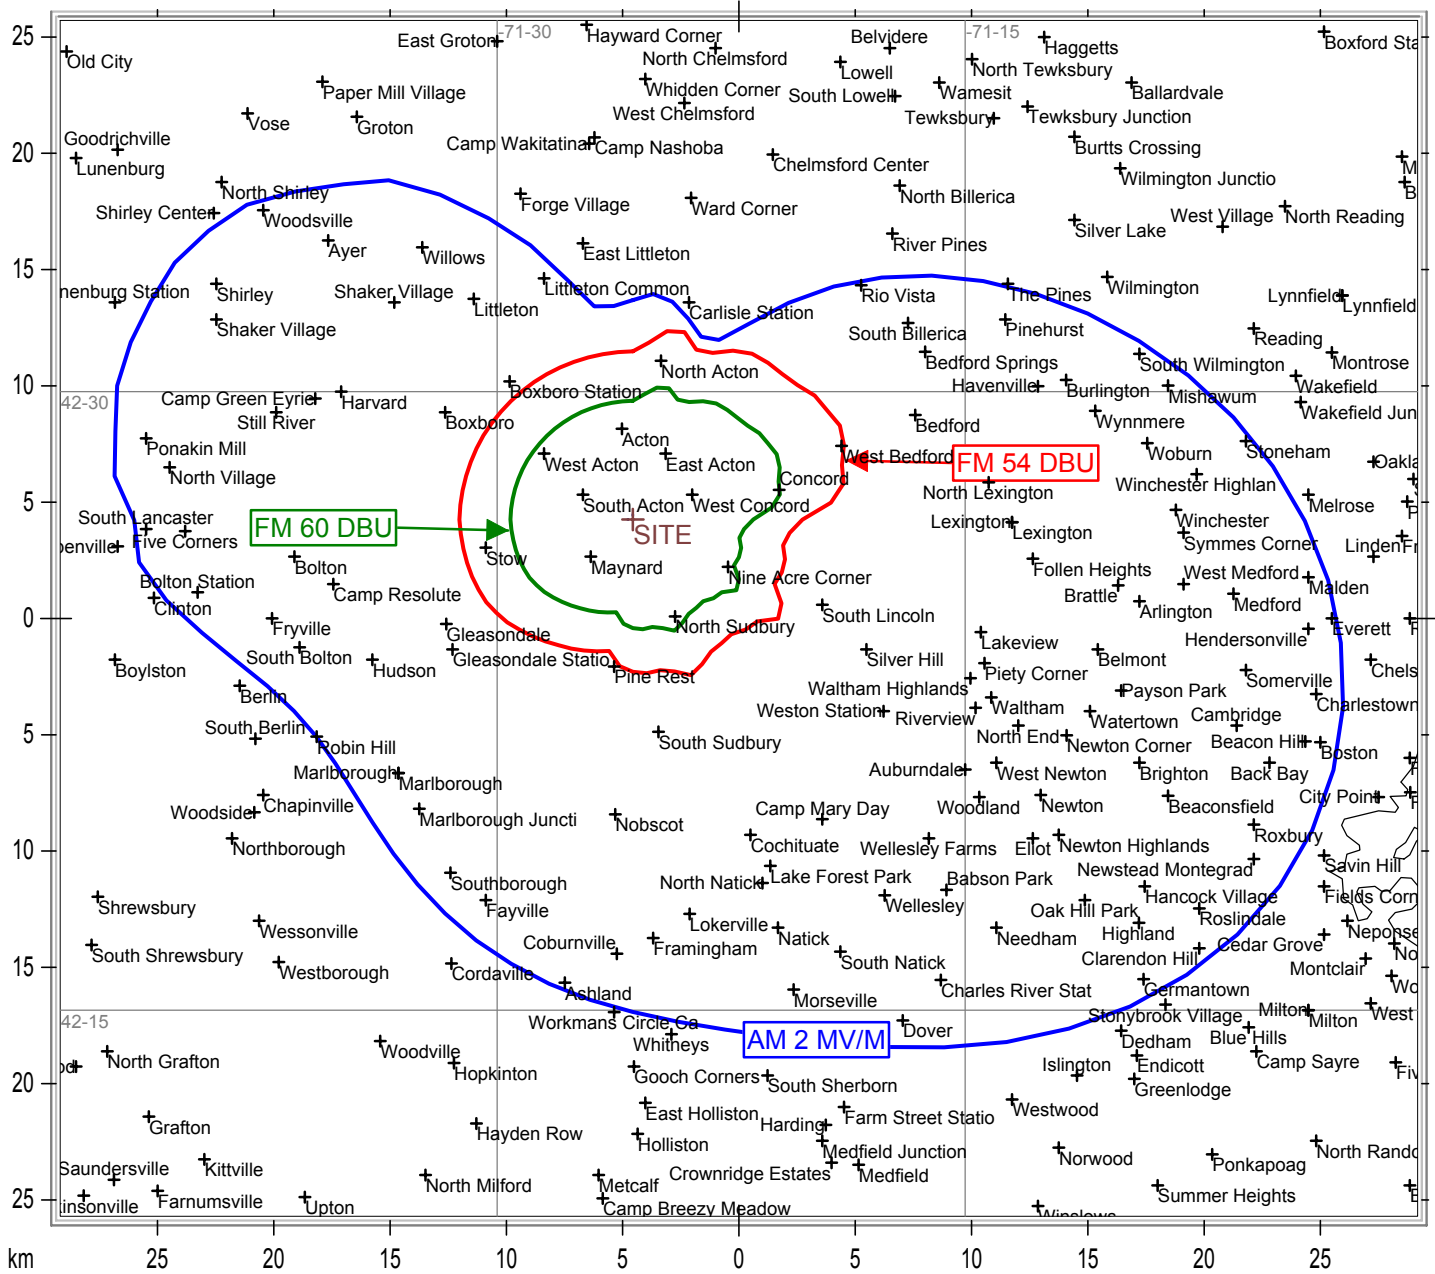 25
East Groton
-71-30
Hayward Corner
Belvidere
-71-15
Haggetts
Boxford Sta
Old City
North Chelmsford
Lowell
North Tewksbury
Paper Mill Village
Whidden Corner
South Lowell
Wamesit
Ballardvale
Vose
Groton
West Chelmsford
Tewksbury
Tewksbury Junction
Goodrichville
Camp Wakitatina
Camp Nashoba
Burtts Crossing
20
Lunenburg
Chelmsford Center
Wilmington Junctio
M
North Shirley
North Billerica
B
Shirley Center
Woodsville
Forge Village
Ward Corner
West Village
North Reading
Silver Lake
Ayer
Willows
East Littleton
River Pines
15
nenburg Station
Shirley
Shaker Village
Littleton Common
Rio Vista
The Pines
Wilmington
Lynnfield
Lynnfield
Littleton
Carlisle Station
Shaker Village
South Billerica
Pinehurst
Reading
North Acton
Bedford Springs
South Wilmington
Montrose
10
Boxboro Station
Havenville
Burlington
Mishawum
Wakefield
42-30
Camp Green Eyrie
Harvard
Wakefield Jun
Still River
Boxboro
Bedford
Wynnmere
Ponakin Mill
Acton
West Bedford
Woburn
Stoneham
North Village
West Acton
East Acton
FM 54 DBU
Oakla
Concord
Winchester Highlan
5
South Acton
West Concord
North Lexington
Melrose
South Lancaster
FM 60 DBU
SITE
Lexington
Lexington
Winchester
Five Corners
Symmes Corner
Linden
Fr
enville
Stow
Maynard
Nine Acre Corner
Follen Heights
West Medford
Bolton
Bolton Station
Camp Resolute
Brattle
Malden
Clinton
South Lincoln
Arlington
Medford
0
Fryville
Gleasondale
North Sudbury
Lakeview
Hendersonville
Everett
South Bolton
Gleasondale Statio
Silver Hill
Belmont
Boylston
Hudson
Pine Rest
Piety Corner
Somerville
Chels
Berlin
Waltham Highlands
Payson Park
Charlestown
Weston Station
Riverview
Waltham
Watertown
Cambridge
5
South Berlin
Robin Hill
South Sudbury
North End
Newton Corner
Beacon Hill
Boston
Marlborough
Marlborough
Auburndale
West Newton
Brighton
Back Bay
Woodside
Chapinville
Marlborough Juncti
Nobscot
Camp Mary Day
Woodland
Newton
Beaconsfield
City Point
Roxbury
10
Northborough
Cochituate
Wellesley Farms
Eliot
Newton Highlands
Southborough
North Natick
Lake Forest Park
Babson Park
Newstead Montegrad
Savin Hill
Shrewsbury
Fayville
Wellesley
Oak Hill Park
Hancock Village
Fields Corn
Wessonville
Lokerville
Highland
Roslindale
Neponse
South Shrewsbury
Coburnville
Framingham
Natick
Needham
Cedar Grove
No
15
Westborough
Cordaville
South Natick
Clarendon Hill
Montclair
Ashland
Morseville
Charles River Stat
Germantown
Wo
42-15
Workmans Circle Ca
AM 2 MV/M
Dover
Stonybrook Village
Milton
Milton
West
Whitneys
Dedham
Blue Hills
Woodville
North Grafton
Hopkinton
Gooch Corners
South Sherborn
Islington
Endicott
Camp Sayre
Fiv
20
Greenlodge
Grafton
Hayden Row
East Holliston
Harding
Farm Street Statio
Westwood
Holliston
Medfield Junction
Norwood
Ponkapoag
North Rando
Saundersville
Kittville
North Milford
Metcalf
Crownridge Estates
Medfield
25
insonville
Farnumsville
Upton
Camp Breezy Meadow
Winslows
Summer Heights
km
25
20
15
10
5
0
5
10
15
20
25